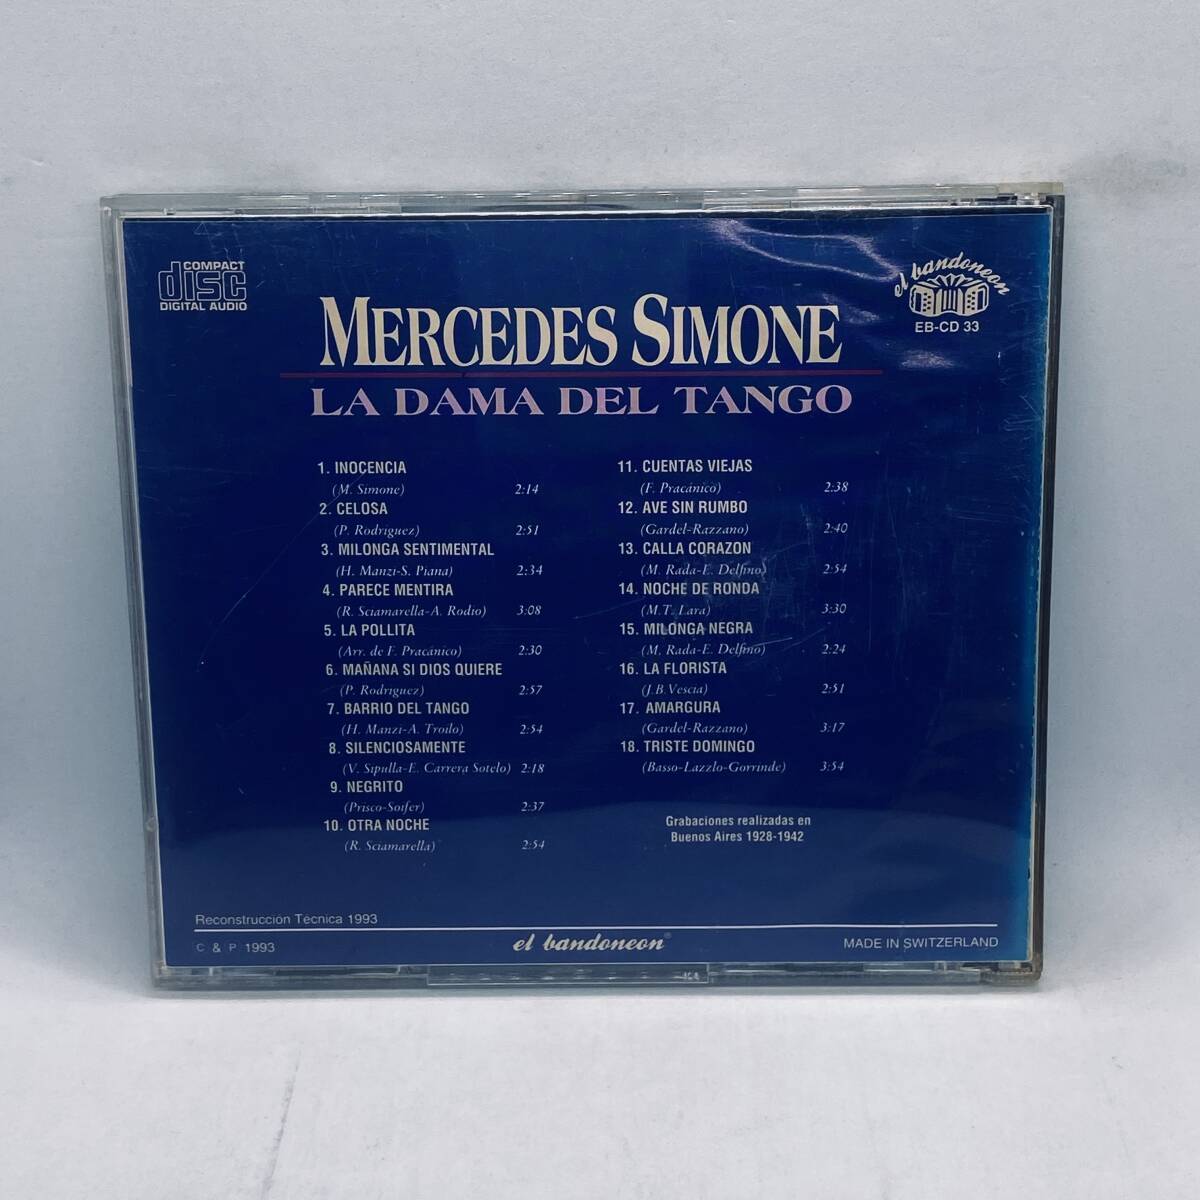 COMPACT
disc
DIGITAL AUDIO
el bandoneon
EB-CD 33
MERCEDES SIMONE
LA DAMA DEL TANGO
1. INOCENCIA
(M. Simone) 2:14
2. CELOSA
(P. Rodriguez) 2:51
3. MILONGA SENTIMENTAL
(H. Manzi-S. Piana) 2:34
4. PARECE MENTIRA
(R. Sciamarella-A. Rodio) 3:08
5. LA POLLITA
(Arr. de F. Pracánico) 2:30
6. MAÑANA SI DIOS QUIERE
(P. Rodriguez) 2:57
7. BARRIO DEL TANGO
(H. Manzi-A. Troilo) 2:54
8. SILENCIOSAMENTE
(V. Sipulla-E. Carrera Sotelo) 2:18
9. NEGRITO
(Prisco-Soifer) 2:37
10. OTRA NOCHE
(R. Sciamarella) 2:54
11. CUENTAS VIEJAS
(F. Pracánico) 2:38
12. AVE SIN RUMBO
(Gardel-Razzano) 2:40
13. CALLA CORAZON
(M. Rada-E. Delfino) 2:54
14. NOCHE DE RONDA
(M.T. Lara) 3:30
15. MILONGA NEGRA
(M. Rada-E. Delfino) 2:24
16. LA FLORISTA
(J.B.Vescia) 2:51
17. AMARGURA
(Gardel-Razzano) 3:17
18. TRISTE DOMINGO
(Basso-Lazzlo-Gorrinde) 3:54
Grabaciones realizadas en
Buenos Aires 1928-1942
Reconstrucción Técnica 1993
C & P 1993
el bandoneon®
MADE IN SWITZERLAND